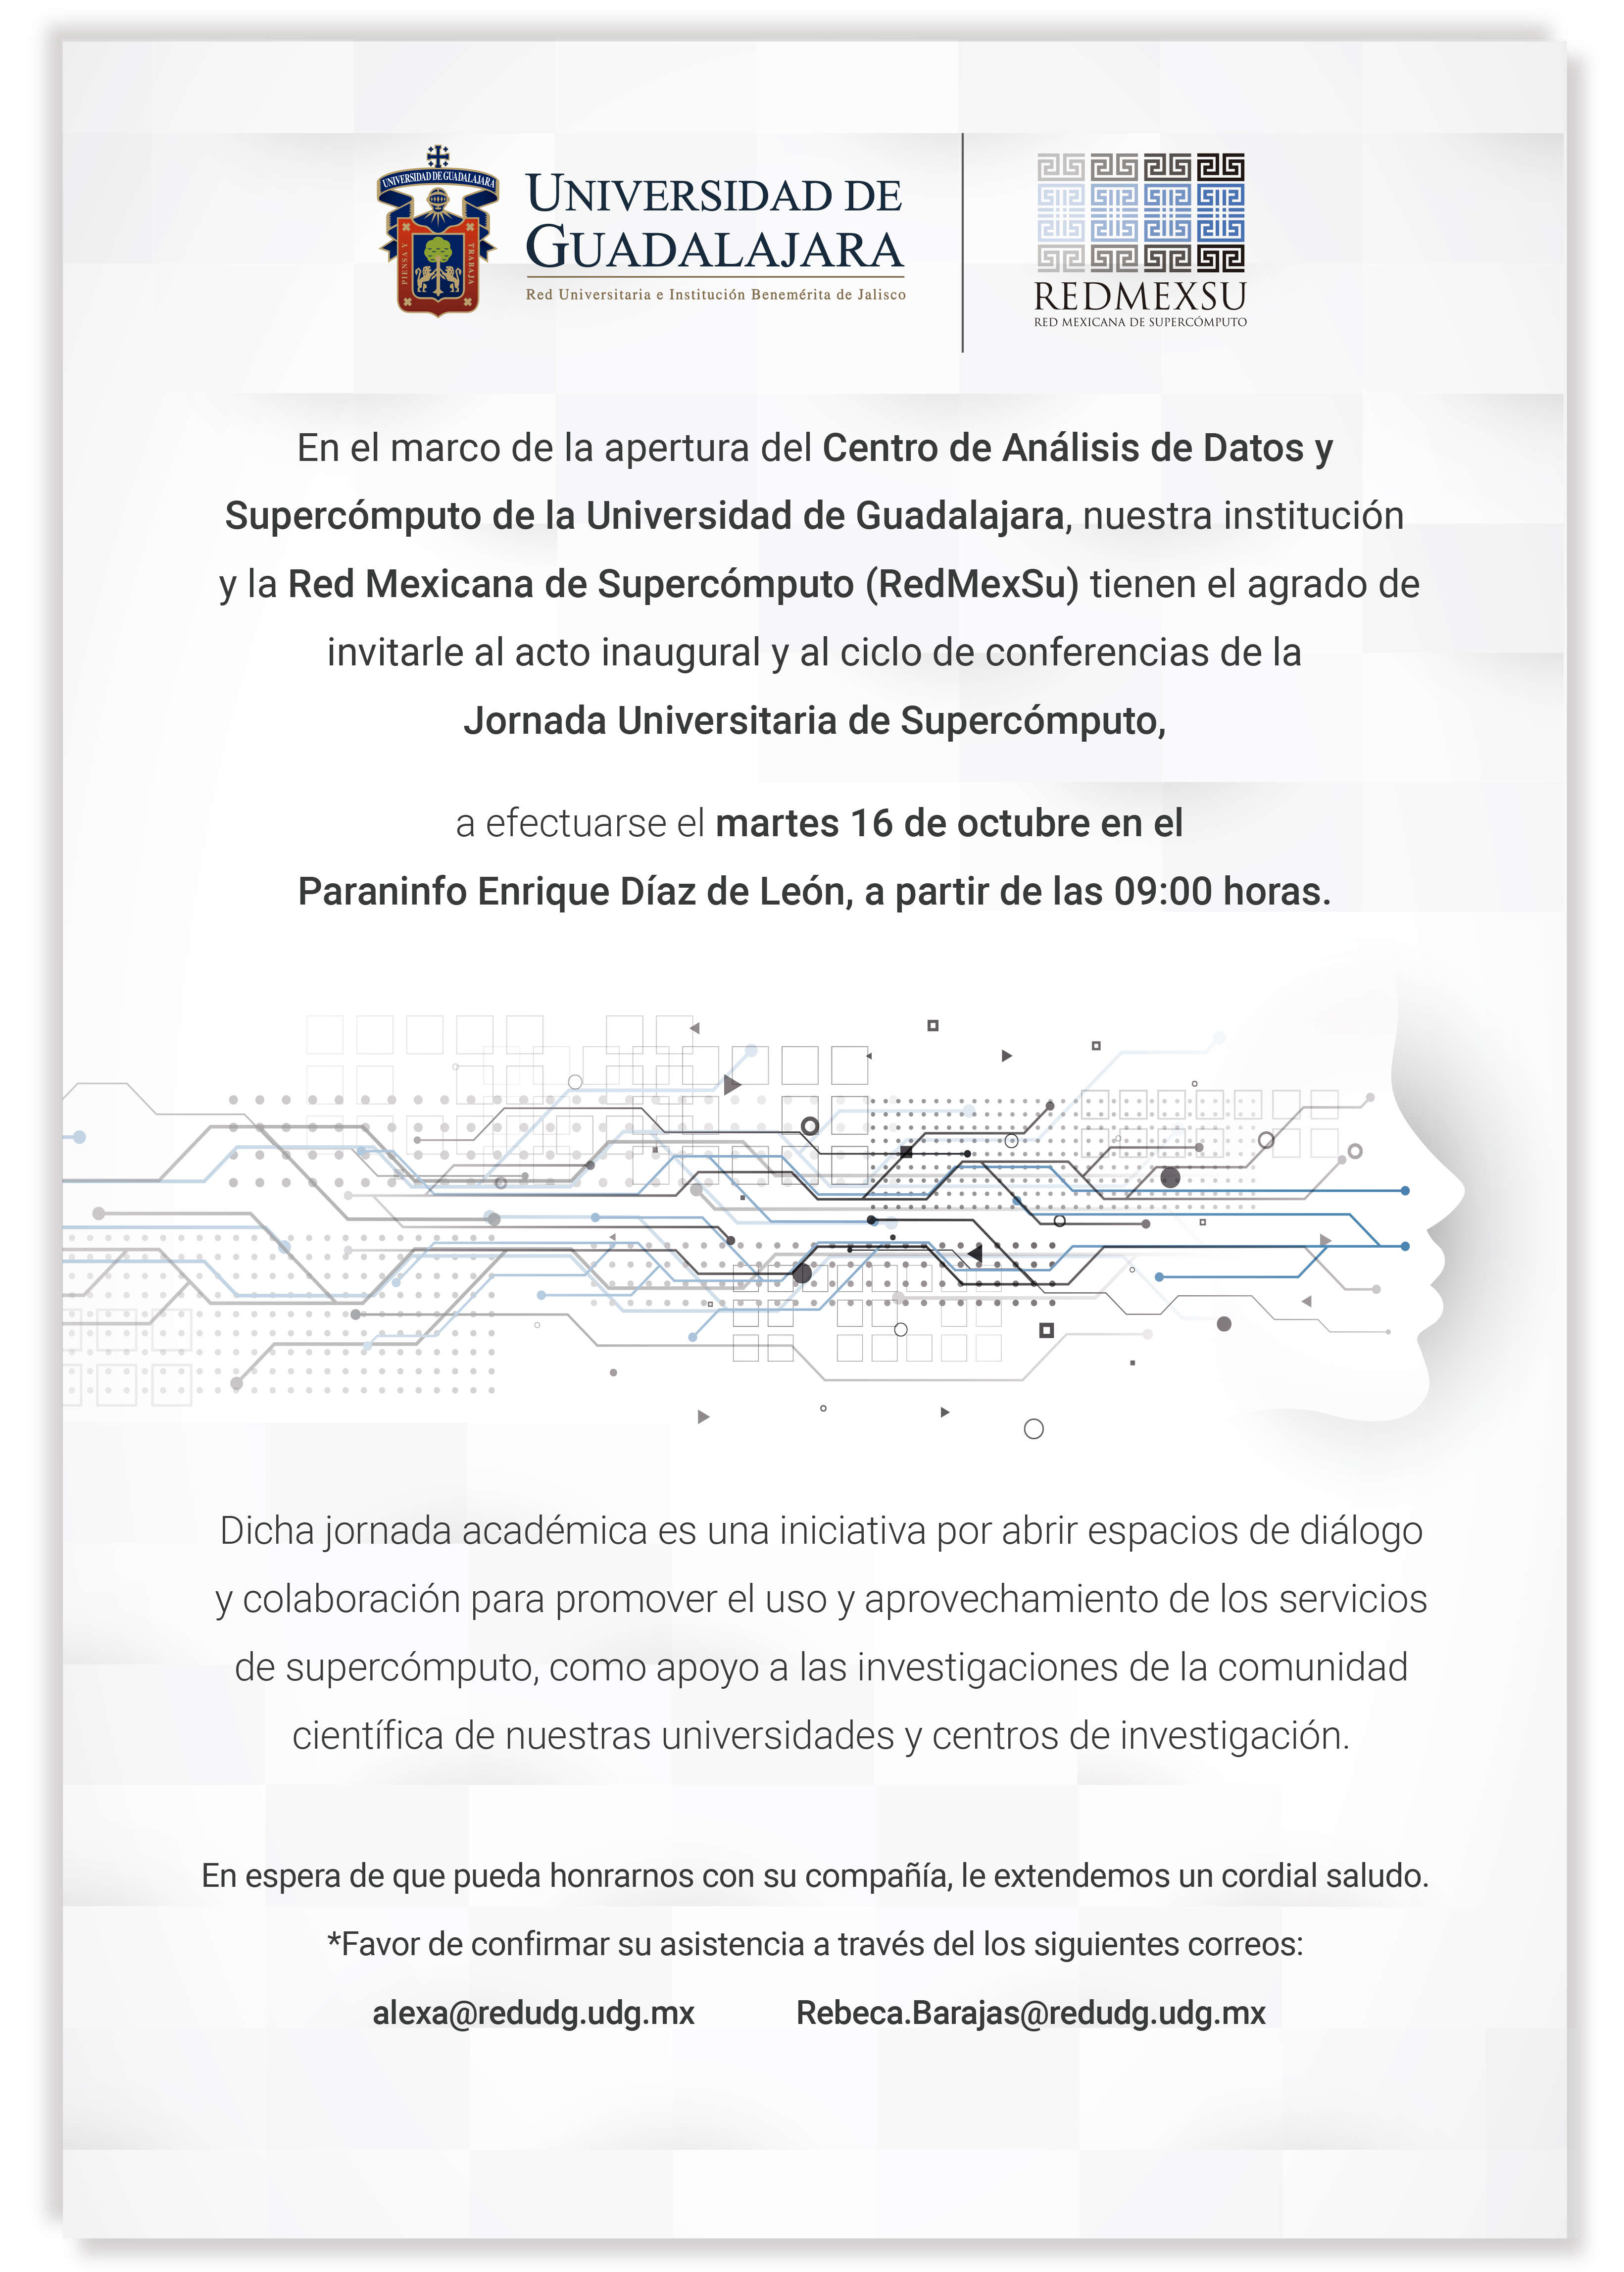 UNIVERSIDAD DE GUADALAJARA
PIENSA Y
TRABAJA
UNIVERSIDAD DE
GUADALAJARA
Red Universitaria e Institución Benemérita de Jalisco
REDMEXSU
RED MEXICANA DE SUPERCÓMPUTO
En el marco de la apertura del Centro de Análisis de Datos y
Supercómputo de la Universidad de Guadalajara, nuestra institución
y la Red Mexicana de Supercómputo (RedMexSu) tienen el agrado de
invitarle al acto inaugural y al ciclo de conferencias de la
Jornada Universitaria de Supercómputo,
a efectuarse el martes 16 de octubre en el
Paraninfo Enrique Díaz de León, a partir de las 09:00 horas.
Dicha jornada académica es una iniciativa por abrir espacios de diálogo
y colaboración para promover el uso y aprovechamiento de los servicios
de supercómputo, como apoyo a las investigaciones de la comunidad
científica de nuestras universidades y centros de investigación.
En espera de que pueda honrarnos con su compañía, le extendemos un cordial saludo.
*Favor de confirmar su asistencia a través del los siguientes correos:
alexa@redudg.udg.mx Rebeca.Barajas@redudg.udg.mx